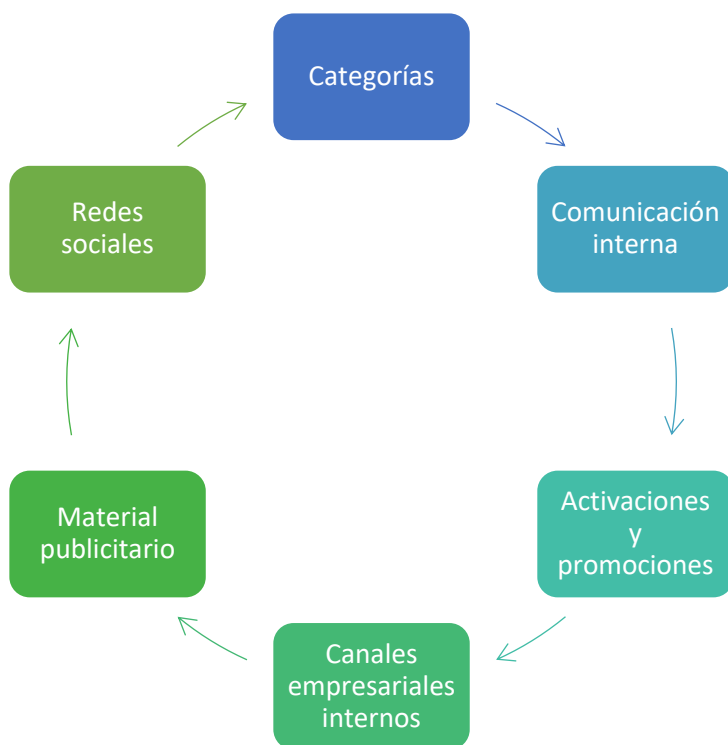 Categorías
Comunicación
interna
Activaciones
y
promociones
Canales
empresariales
internos
Material
publicitario
Redes
sociales